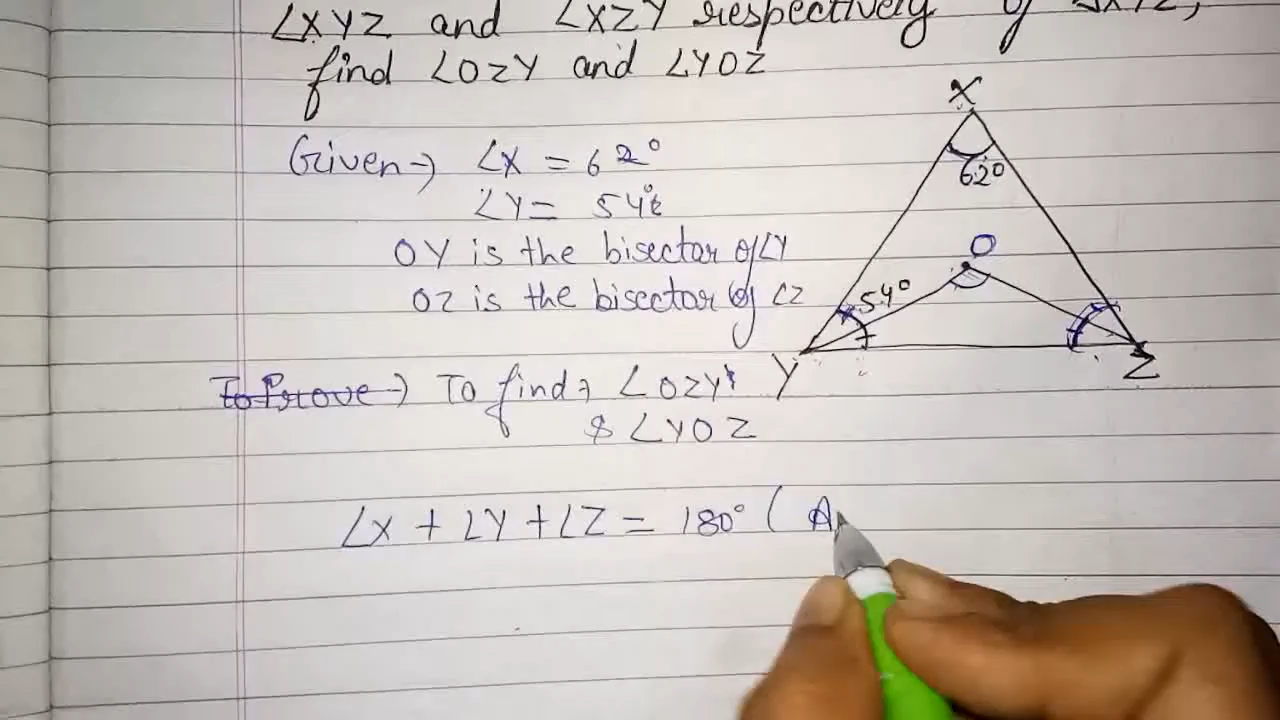 ∠XYZ and ∠XZY respectively of ΔXYZ,
find ∠OZY and ∠YOZ
X
Given→ ∠X = 62°
62°
∠Y = 54°
OY is the bisector of ∠Y
O
OZ is the bisector of ∠Z
54°
Y
Z
To Prove → To find → ∠OZY
& ∠YOZ
∠X + ∠Y + ∠Z = 180° ( A